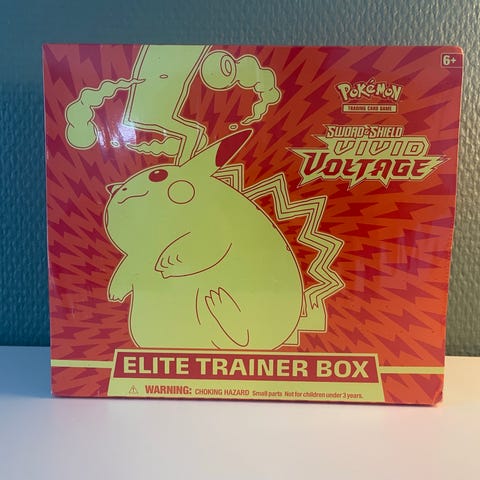 6+
POKéMON
TRADING CARD GAME
SWORD & SHIELD
VIVID
VOLTAGE
ELITE TRAINER BOX
⚠ WARNING: CHOKING HAZARD Small parts Not for children under 3 years.